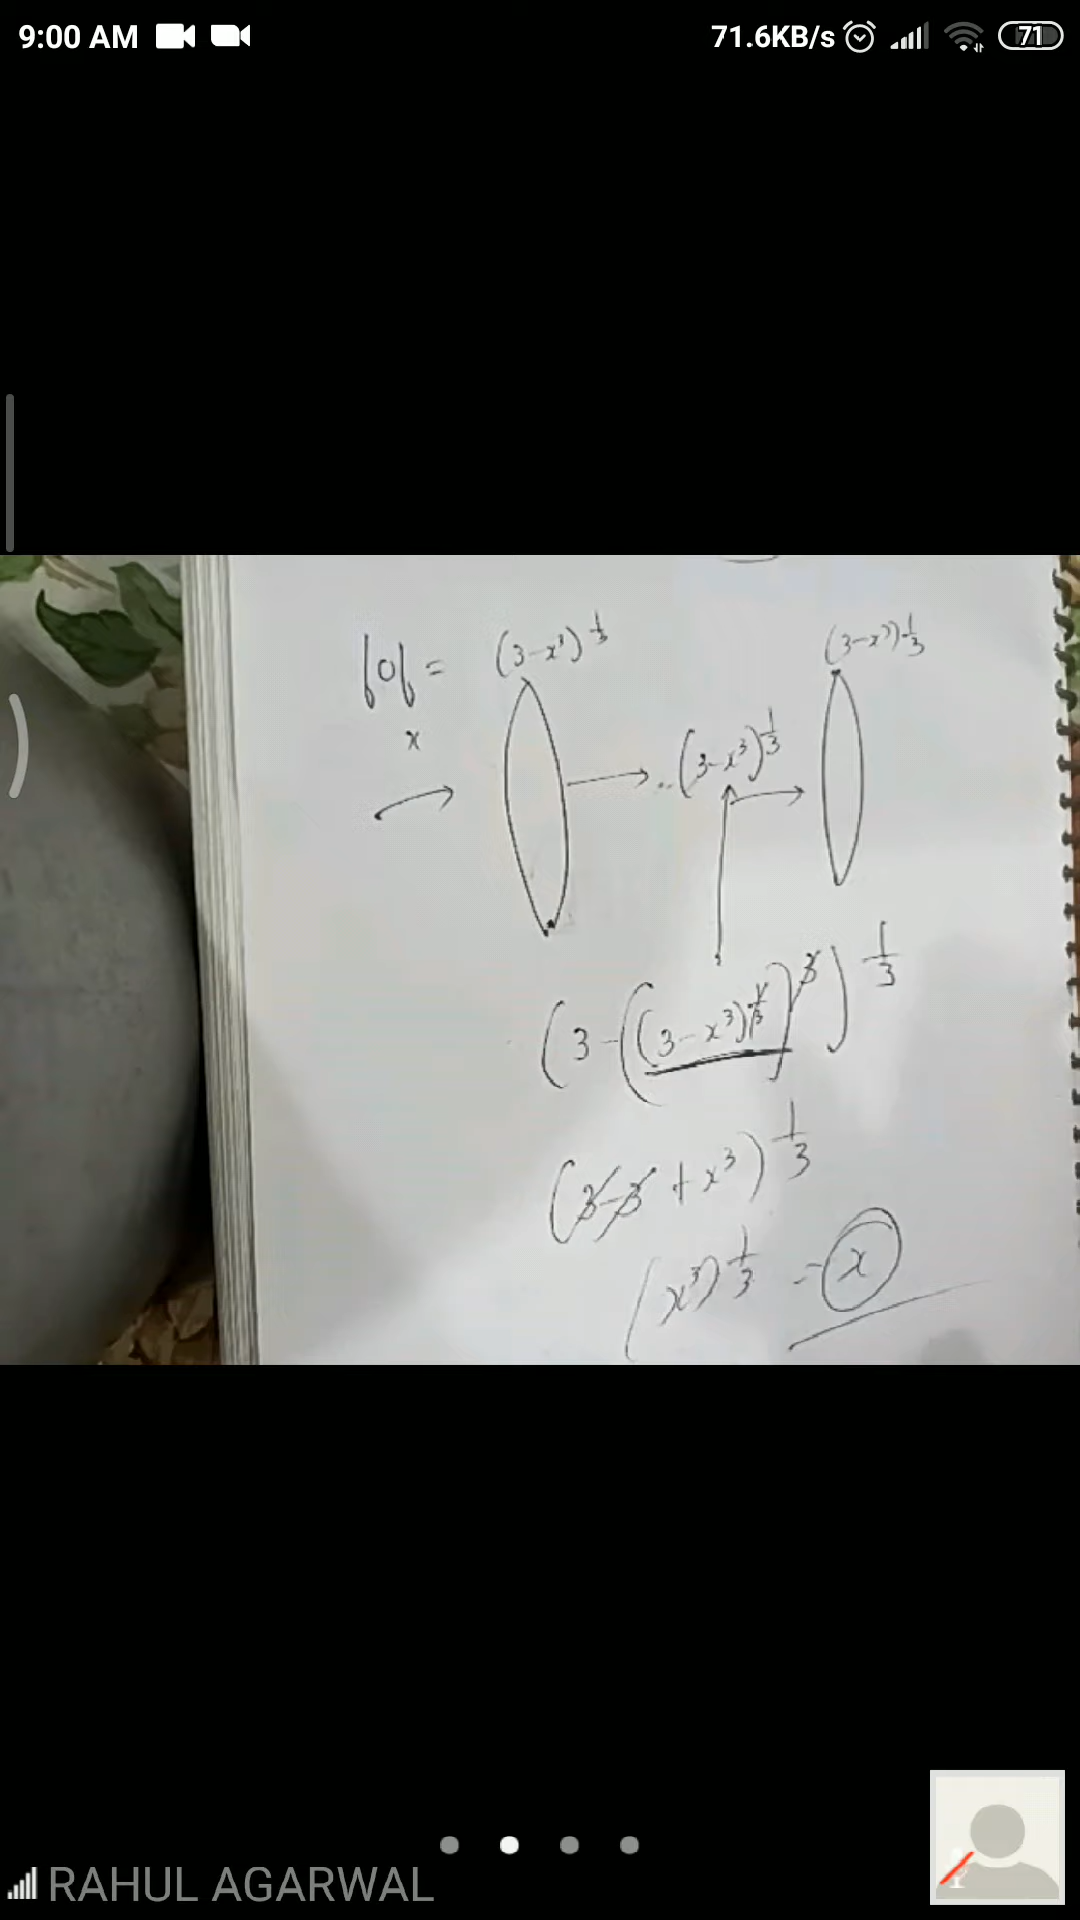 9:00 AM 71.6KB/s 71
fof = (3-x³)^1/3 (3-x³)^1/3
x
(3-x³)^1/3
(3-((3-x³)^1/3)^3)^1/3
(3-3+x³)^1/3
(x³)^1/3 = x
RAHUL AGARWAL